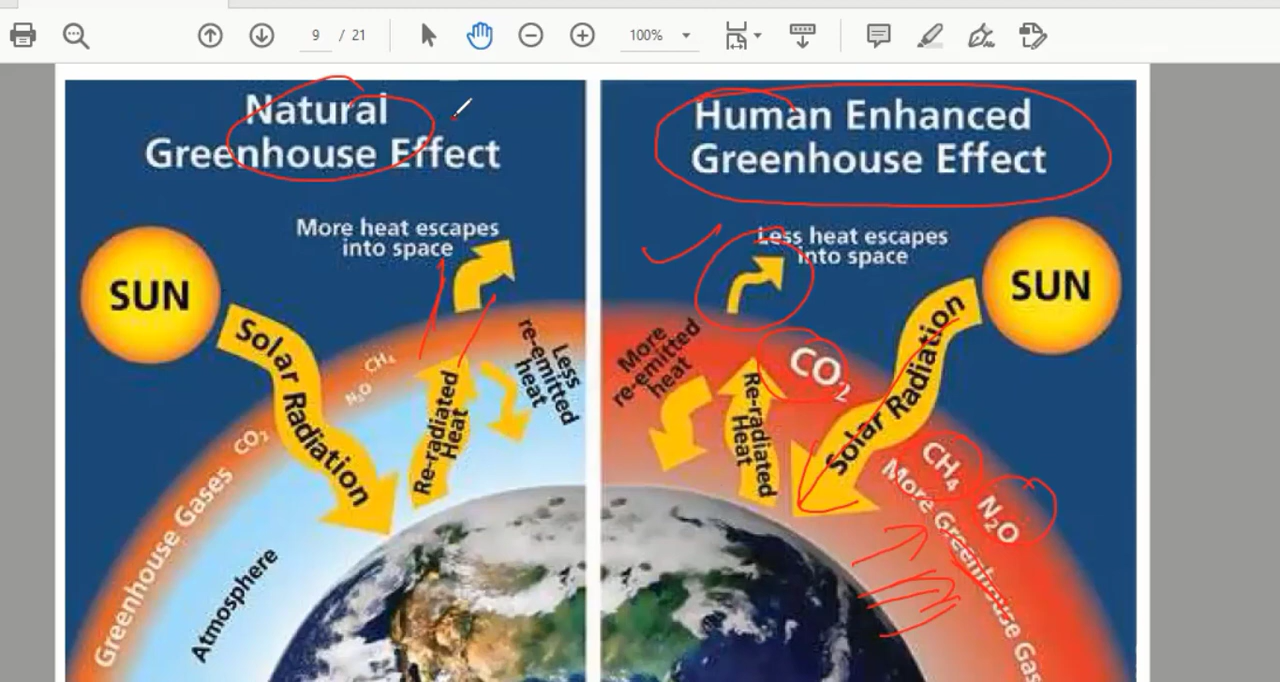 9 / 21
100%
Natural
Greenhouse Effect
More heat escapes
into space
SUN
Solar Radiation
CH₄
N₂O
CO₂
Greenhouse Gases
Atmosphere
Re-radiated
Heat
Less
re-emitted
heat
Human Enhanced
Greenhouse Effect
Less heat escapes
into space
SUN
Solar Radiation
More
re-emitted
heat
Re-radiated
Heat
CO₂
CH₄
N₂O
More Greenhouse Gas